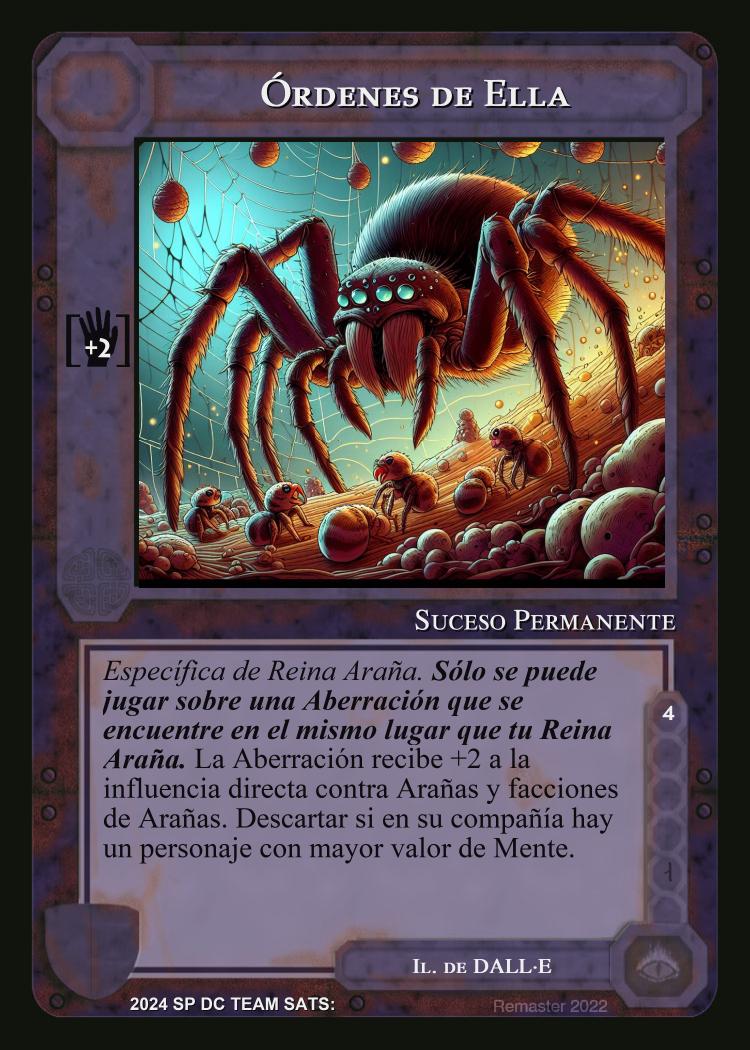 Órdenes de Ella
[+2]
Suceso Permanente
Específica de Reina Araña. Sólo se puede
jugar sobre una Aberración que se
encuentre en el mismo lugar que tu Reina
Araña. La Aberración recibe +2 a la
influencia directa contra Arañas y facciones
de Arañas. Descartar si en su compañía hay
un personaje con mayor valor de Mente.
4
Il. de DALL·E
2024 SP DC TEAM SATS:
Remaster 2022